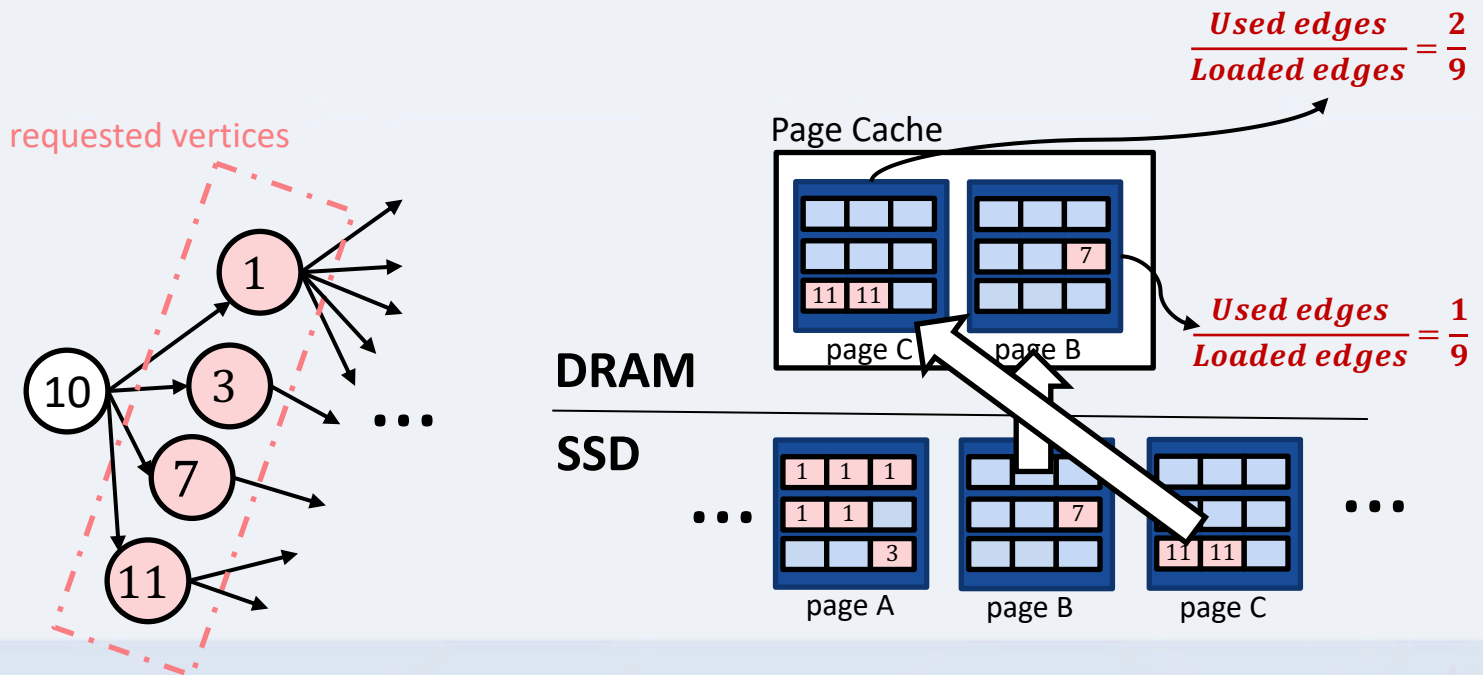 requested vertices
1
3
10
7
11
...
Used edges / Loaded edges = 2/9
Page Cache
11 11
7
page C page B
Used edges / Loaded edges = 1/9
DRAM
SSD
...
1 1 1
1 1
3
7
11 11
...
page A page B page C